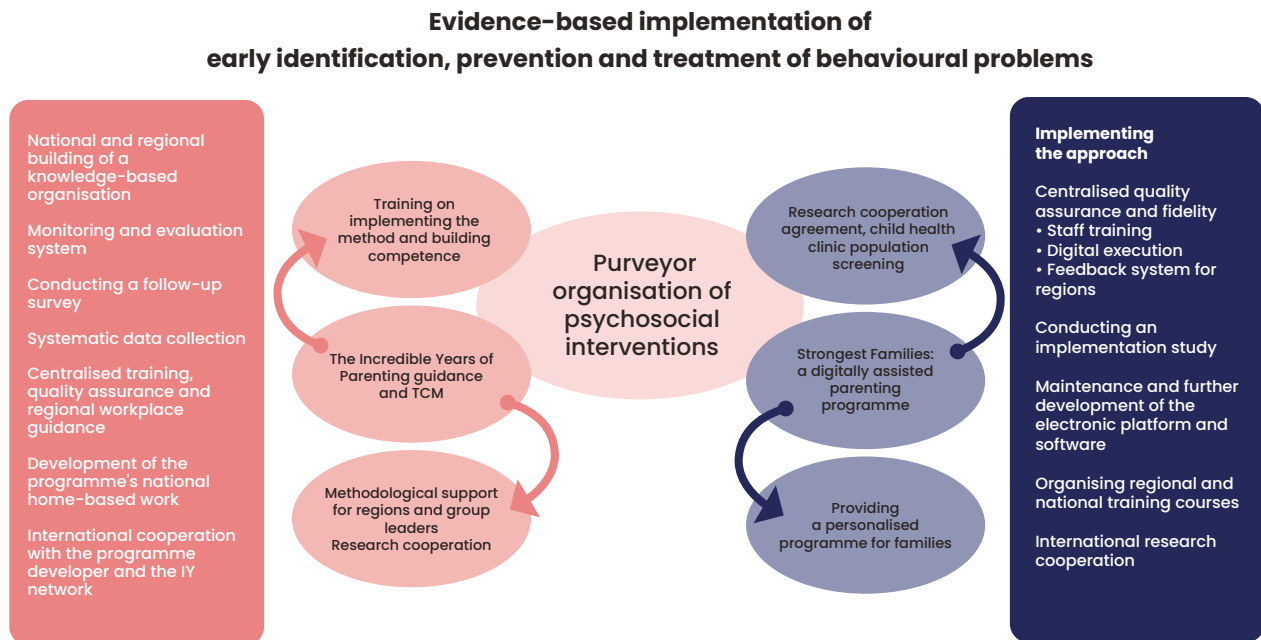 Evidence-based implementation of
early identification, prevention and treatment of behavioural problems
National and regional
building of a
knowledge-based
organisation
Monitoring and evaluation
system
Conducting a follow-up
survey
Systematic data collection
Centralised training,
quality assurance and
regional workplace
guidance
Development of the
programme's national
home-based work
International cooperation
with the programme
developer and the IY
network
Training on
implementing the
method and building
competence
The Incredible Years of
Parenting guidance
and TCM
Methodological support
for regions and group
leaders
Research cooperation
Purveyor
organisation of
psychosocial
interventions
Research cooperation
agreement, child health
clinic population
screening
Strongest Families:
a digitally assisted
parenting
programme
Providing
a personalised
programme for families
Implementing
the approach
Centralised quality
assurance and fidelity
• Staff training
• Digital execution
• Feedback system for
regions
Conducting an
implementation study
Maintenance and further
development of the
electronic platform and
software
Organising regional and
national training courses
International research
cooperation